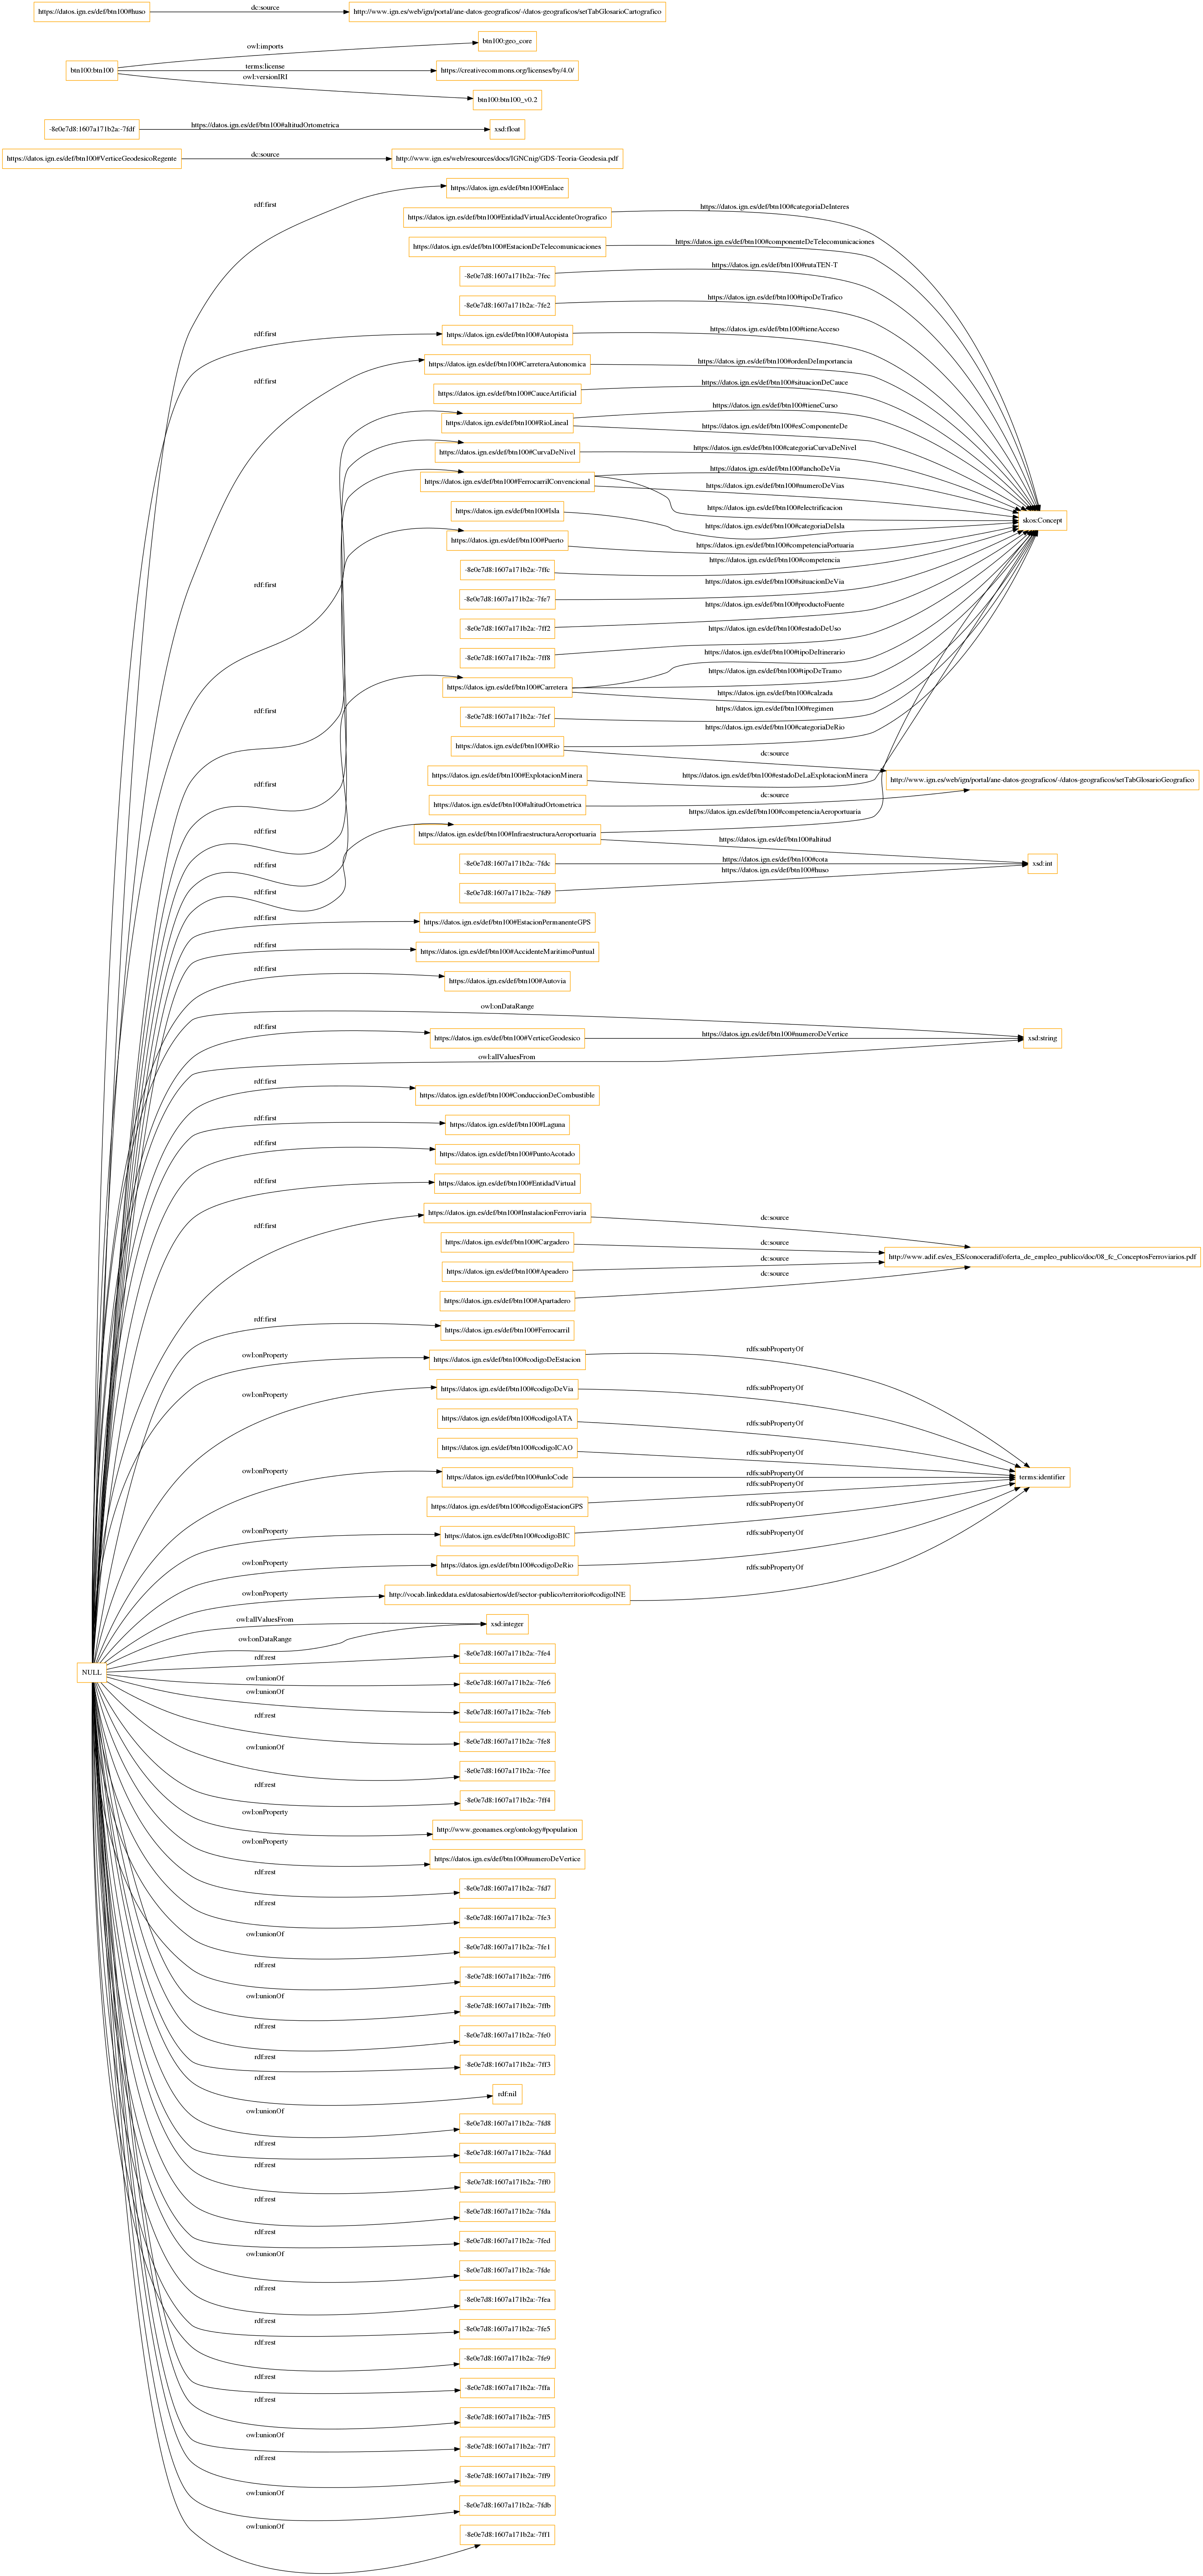 https://datos.ign.es/def/btn100#huso
dc:source
http://www.ign.es/web/ign/portal/ane-datos-geograficos/-/datos-geograficos/setTabGlosarioCartografico
btn100:btn100
owl:imports
btn100:geo_core
terms:license
https://creativecommons.org/licenses/by/4.0/
owl:versionIRI
btn100:btn100_v0.2
-8e0e7d8:1607a171b2a:-7fdf
https://datos.ign.es/def/btn100#altitudOrtometrica
xsd:float
https://datos.ign.es/def/btn100#VerticeGeodesicoRegente
dc:source
http://www.ign.es/web/resources/docs/IGNCnig/GDS-Teoria-Geodesia.pdf
rdf:first
https://datos.ign.es/def/btn100#Enlace
https://datos.ign.es/def/btn100#EntidadVirtualAccidenteOrografico
https://datos.ign.es/def/btn100#categoriaDeInteres
https://datos.ign.es/def/btn100#EstacionDeTelecomunicaciones
https://datos.ign.es/def/btn100#componenteDeTelecomunicaciones
-8e0e7d8:1607a171b2a:-7fec
https://datos.ign.es/def/btn100#rutaTEN-T
-8e0e7d8:1607a171b2a:-7fe2
https://datos.ign.es/def/btn100#tipoDeTrafico
rdf:first
https://datos.ign.es/def/btn100#Autopista
https://datos.ign.es/def/btn100#tieneAcceso
rdf:first
https://datos.ign.es/def/btn100#CarreteraAutonomica
https://datos.ign.es/def/btn100#ordenDeImportancia
https://datos.ign.es/def/btn100#CauceArtificial
https://datos.ign.es/def/btn100#situacionDeCauce
https://datos.ign.es/def/btn100#RioLineal
https://datos.ign.es/def/btn100#tieneCurso
https://datos.ign.es/def/btn100#esComponenteDe
https://datos.ign.es/def/btn100#CurvaDeNivel
https://datos.ign.es/def/btn100#categoriaCurvaDeNivel
https://datos.ign.es/def/btn100#FerrocarrilConvencional
https://datos.ign.es/def/btn100#anchoDeVia
https://datos.ign.es/def/btn100#numeroDeVias
https://datos.ign.es/def/btn100#electrificacion
https://datos.ign.es/def/btn100#Isla
https://datos.ign.es/def/btn100#categoriaDeIsla
skos:Concept
https://datos.ign.es/def/btn100#Puerto
https://datos.ign.es/def/btn100#competenciaPortuaria
-8e0e7d8:1607a171b2a:-7ffc
https://datos.ign.es/def/btn100#competencia
rdf:first
-8e0e7d8:1607a171b2a:-7fe7
https://datos.ign.es/def/btn100#situacionDeVia
-8e0e7d8:1607a171b2a:-7ff2
https://datos.ign.es/def/btn100#productoFuente
-8e0e7d8:1607a171b2a:-7ff8
https://datos.ign.es/def/btn100#estadoDeUso
https://datos.ign.es/def/btn100#Carretera
https://datos.ign.es/def/btn100#tipoDeItinerario
https://datos.ign.es/def/btn100#tipoDeTramo
https://datos.ign.es/def/btn100#calzada
rdf:first
-8e0e7d8:1607a171b2a:-7fef
https://datos.ign.es/def/btn100#regimen
https://datos.ign.es/def/btn100#Rio
https://datos.ign.es/def/btn100#categoriaDeRio
dc:source
http://www.ign.es/web/ign/portal/ane-datos-geograficos/-/datos-geograficos/setTabGlosarioGeografico
https://datos.ign.es/def/btn100#ExplotacionMinera
https://datos.ign.es/def/btn100#estadoDeLaExplotacionMinera
rdf:first
https://datos.ign.es/def/btn100#altitudOrtometrica
dc:source
https://datos.ign.es/def/btn100#InfraestructuraAeroportuaria
https://datos.ign.es/def/btn100#competenciaAeroportuaria
https://datos.ign.es/def/btn100#altitud
rdf:first
-8e0e7d8:1607a171b2a:-7fdc
https://datos.ign.es/def/btn100#cota
xsd:int
rdf:first
-8e0e7d8:1607a171b2a:-7fd9
https://datos.ign.es/def/btn100#huso
rdf:first
rdf:first
https://datos.ign.es/def/btn100#EstacionPermanenteGPS
rdf:first
https://datos.ign.es/def/btn100#AccidenteMaritimoPuntual
rdf:first
https://datos.ign.es/def/btn100#Autovia
owl:onDataRange
rdf:first
https://datos.ign.es/def/btn100#VerticeGeodesico
https://datos.ign.es/def/btn100#numeroDeVertice
xsd:string
owl:allValuesFrom
rdf:first
https://datos.ign.es/def/btn100#ConduccionDeCombustible
rdf:first
https://datos.ign.es/def/btn100#Laguna
rdf:first
https://datos.ign.es/def/btn100#PuntoAcotado
rdf:first
https://datos.ign.es/def/btn100#EntidadVirtual
rdf:first
https://datos.ign.es/def/btn100#InstalacionFerroviaria
dc:source
https://datos.ign.es/def/btn100#Cargadero
dc:source
http://www.adif.es/es_ES/conoceradif/oferta_de_empleo_publico/doc/08_fc_ConceptosFerroviarios.pdf
https://datos.ign.es/def/btn100#Apeadero
dc:source
https://datos.ign.es/def/btn100#Apartadero
dc:source
rdf:first
https://datos.ign.es/def/btn100#Ferrocarril
owl:onProperty
https://datos.ign.es/def/btn100#codigoDeEstacion
rdfs:subPropertyOf
owl:onProperty
https://datos.ign.es/def/btn100#codigoDeVia
rdfs:subPropertyOf
https://datos.ign.es/def/btn100#codigoIATA
rdfs:subPropertyOf
https://datos.ign.es/def/btn100#codigoICAO
rdfs:subPropertyOf
owl:onProperty
https://datos.ign.es/def/btn100#unloCode
rdfs:subPropertyOf
terms:identifier
https://datos.ign.es/def/btn100#codigoEstacionGPS
rdfs:subPropertyOf
owl:onProperty
https://datos.ign.es/def/btn100#codigoBIC
rdfs:subPropertyOf
owl:onProperty
https://datos.ign.es/def/btn100#codigoDeRio
rdfs:subPropertyOf
owl:onProperty
http://vocab.linkeddata.es/datosabiertos/def/sector-publico/territorio#codigoINE
rdfs:subPropertyOf
owl:allValuesFrom
xsd:integer
owl:onDataRange
NULL
rdf:rest
-8e0e7d8:1607a171b2a:-7fe4
owl:unionOf
-8e0e7d8:1607a171b2a:-7fe6
owl:unionOf
-8e0e7d8:1607a171b2a:-7feb
rdf:rest
-8e0e7d8:1607a171b2a:-7fe8
owl:unionOf
-8e0e7d8:1607a171b2a:-7fee
rdf:rest
-8e0e7d8:1607a171b2a:-7ff4
owl:onProperty
http://www.geonames.org/ontology#population
owl:onProperty
https://datos.ign.es/def/btn100#numeroDeVertice
rdf:rest
-8e0e7d8:1607a171b2a:-7fd7
rdf:rest
-8e0e7d8:1607a171b2a:-7fe3
owl:unionOf
-8e0e7d8:1607a171b2a:-7fe1
rdf:rest
-8e0e7d8:1607a171b2a:-7ff6
owl:unionOf
-8e0e7d8:1607a171b2a:-7ffb
rdf:rest
-8e0e7d8:1607a171b2a:-7fe0
rdf:rest
-8e0e7d8:1607a171b2a:-7ff3
rdf:rest
rdf:nil
owl:unionOf
-8e0e7d8:1607a171b2a:-7fd8
rdf:rest
-8e0e7d8:1607a171b2a:-7fdd
rdf:rest
-8e0e7d8:1607a171b2a:-7ff0
rdf:rest
-8e0e7d8:1607a171b2a:-7fda
rdf:rest
-8e0e7d8:1607a171b2a:-7fed
owl:unionOf
-8e0e7d8:1607a171b2a:-7fde
rdf:rest
-8e0e7d8:1607a171b2a:-7fea
rdf:rest
-8e0e7d8:1607a171b2a:-7fe5
rdf:rest
-8e0e7d8:1607a171b2a:-7fe9
rdf:rest
-8e0e7d8:1607a171b2a:-7ffa
rdf:rest
-8e0e7d8:1607a171b2a:-7ff5
owl:unionOf
-8e0e7d8:1607a171b2a:-7ff7
rdf:rest
-8e0e7d8:1607a171b2a:-7ff9
owl:unionOf
-8e0e7d8:1607a171b2a:-7fdb
owl:unionOf
-8e0e7d8:1607a171b2a:-7ff1